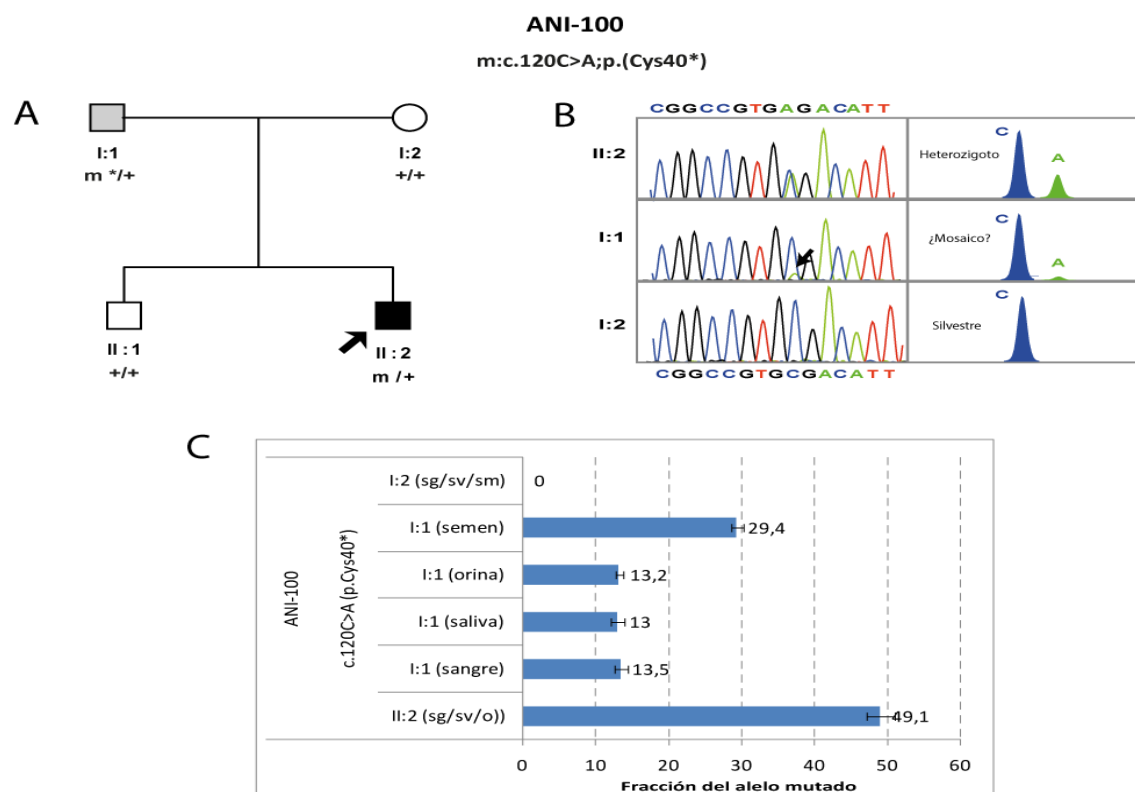 ANI-100
m:c.120C>A;p.(Cys40*)
A
I:1
m */+
I:2
+/+
II : 1
+/+
II : 2
m /+
B
CGGCCGTGAGACATT
II:2
Heterozigoto
C
A
I:1
¿Mosaico?
C
A
I:2
Silvestre
C
CGGCCGTGCGACATT
C
ANI-100
c.120C>A (p.Cys40*)
I:2 (sg/sv/sm)
0
I:1 (semen)
29,4
I:1 (orina)
13,2
I:1 (saliva)
13
I:1 (sangre)
13,5
II:2 (sg/sv/o))
49,1
0 10 20 30 40 50 60
Fracción del alelo mutado